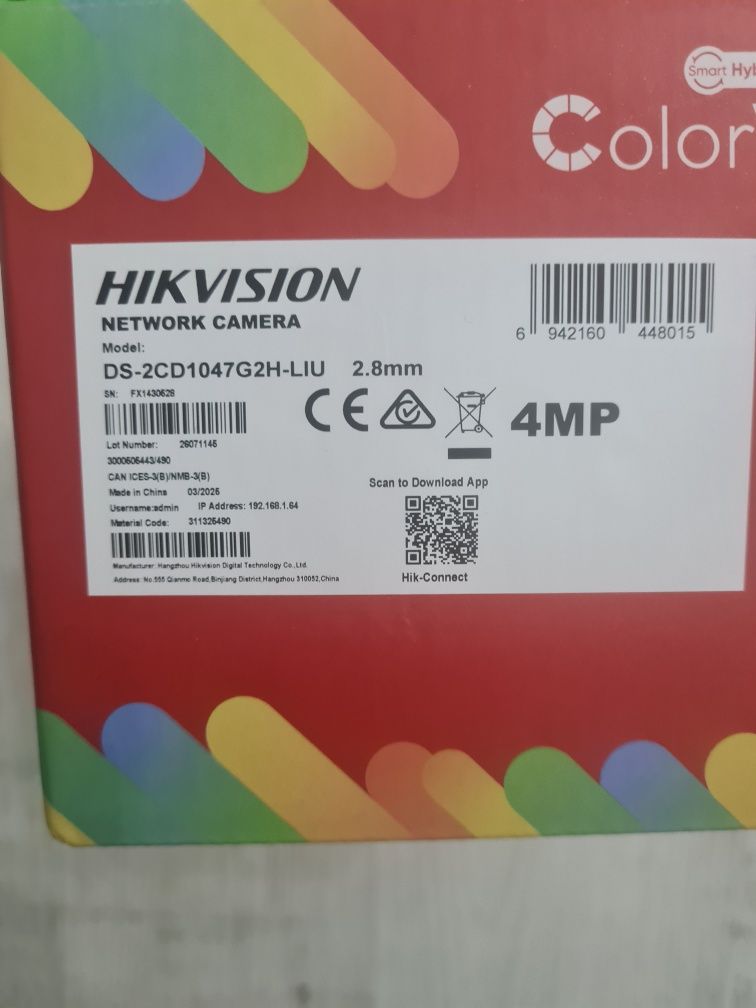 Smart Hyb
Color
HIKVISION
NETWORK CAMERA
Model:
DS-2CD1047G2H-LIU 2.8mm
SN: FX1430628
Lot Number: 26071145
3000606443/490
CAN ICES-3(B)/NMB-3(B)
Made in China 03/2025
Username:admin IP Address: 192.168.1.64
Material Code: 311325490
Manufacturer: Hangzhou Hikvision Digital Technology Co.,Ltd.
Address: No.555 Qianmo Road,Binjiang District,Hangzhou 310052,China
6 942160 448015
CE
4MP
Scan to Download App
Hik-Connect